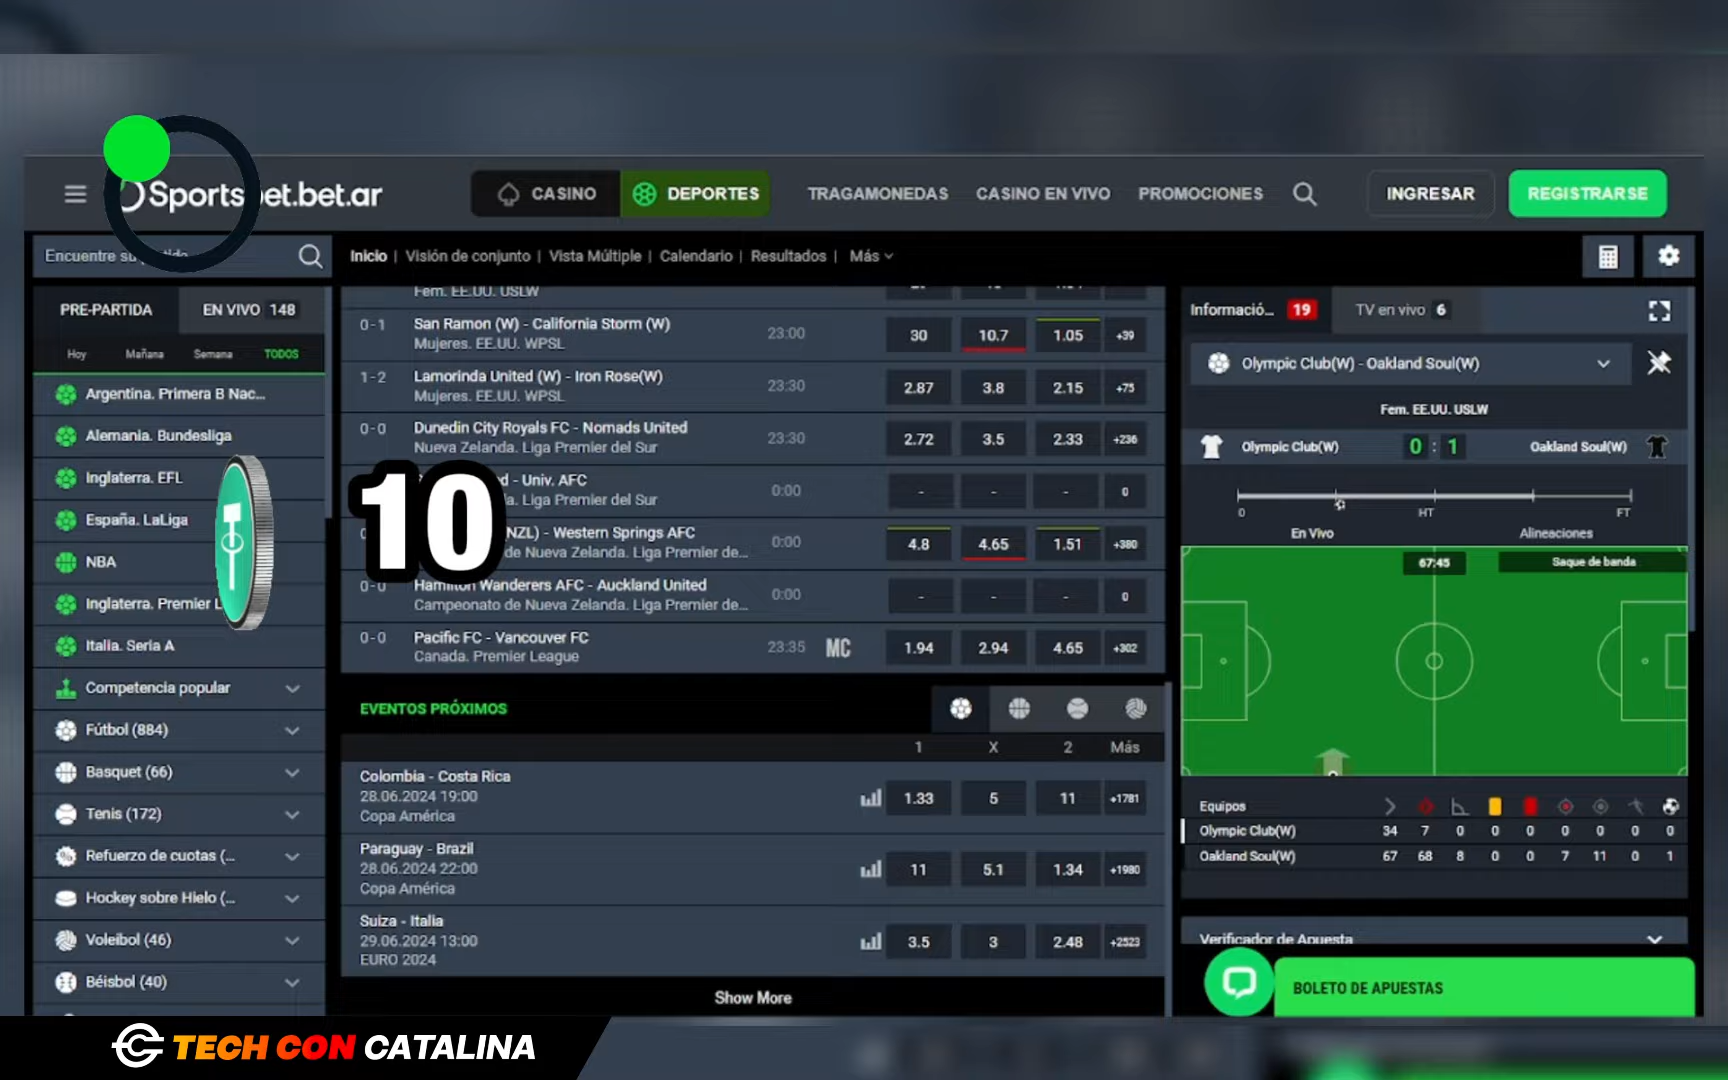 Sportsbet.bet.ar
CASINO
DEPORTES
TRAGAMONEDAS
CASINO EN VIVO
PROMOCIONES
INGRESAR
REGISTRARSE
Encuentre su
Inicio | Visión de conjunto | Vista Múltiple | Calendario | Resultados | Más
PRE-PARTIDA
EN VIVO 148
Hoy Mañana Semana TODOS
Argentina. Primera B Nac...
Alemania. Bundesliga
Inglaterra. EFL
España. LaLiga
NBA
Inglaterra. Premier L
Italia. Seria A
Competencia popular
Fútbol (884)
Basquet (66)
Tenis (172)
Refuerzo de cuotas (...
Hockey sobre Hielo (...
Voleibol (46)
Béisbol (40)
10
Fem. EE.UU. USLW
0-1 San Ramon (W) - California Storm (W) 23:00 30 10.7 1.05 +39
Mujeres. EE.UU. WPSL
1-2 Lamorinda United (W) - Iron Rose(W) 23:30 2.87 3.8 2.15 +75
Mujeres. EE.UU. WPSL
0-0 Dunedin City Royals FC - Nomads United 23:30 2.72 3.5 2.33 +236
Nueva Zelanda. Liga Premier del Sur
- Univ. AFC 0:00 - - - 0
Liga Premier del Sur
(NZL) - Western Springs AFC 0:00 4.8 4.65 1.51 +380
de Nueva Zelanda. Liga Premier de...
0-0 Hamilton Wanderers AFC - Auckland United 0:00 - - - 0
Campeonato de Nueva Zelanda. Liga Premier de...
0-0 Pacific FC - Vancouver FC 23:35 MC 1.94 2.94 4.65 +302
Canada. Premier League
EVENTOS PRÓXIMOS
1 X 2 Más
Colombia - Costa Rica
28.06.2024 19:00 1.33 5 11 +1781
Copa América
Paraguay - Brazil
28.06.2024 22:00 11 5.1 1.34 +1980
Copa América
Suiza - Italia
29.06.2024 13:00 3.5 3 2.48 +2523
EURO 2024
Show More
Informació... 19
TV en vivo 6
Olympic Club(W) - Oakland Soul(W)
Fem. EE.UU. USLW
Olympic Club(W) 0 : 1 Oakland Soul(W)
0 HT FT
En Vivo Alineaciones
67:45 Saque de banda
Equipos
Olympic Club(W) 34 7 0 0 0 0 0 0 0
Oakland Soul(W) 67 68 8 0 0 7 11 0 1
Verificador de Apuesta
BOLETO DE APUESTAS
TECH CON CATALINA